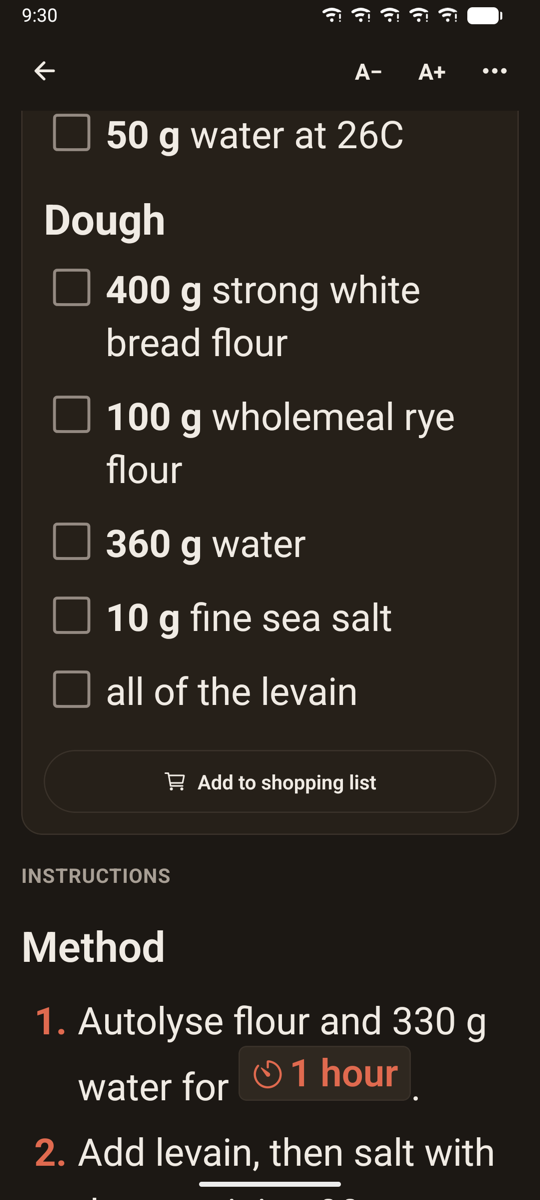 9:30
A- A+
50 g water at 26C
Dough
400 g strong white
bread flour
100 g wholemeal rye
flour
360 g water
10 g fine sea salt
all of the levain
Add to shopping list
INSTRUCTIONS
Method
1. Autolyse flour and 330 g
water for 1 hour.
2. Add levain, then salt with